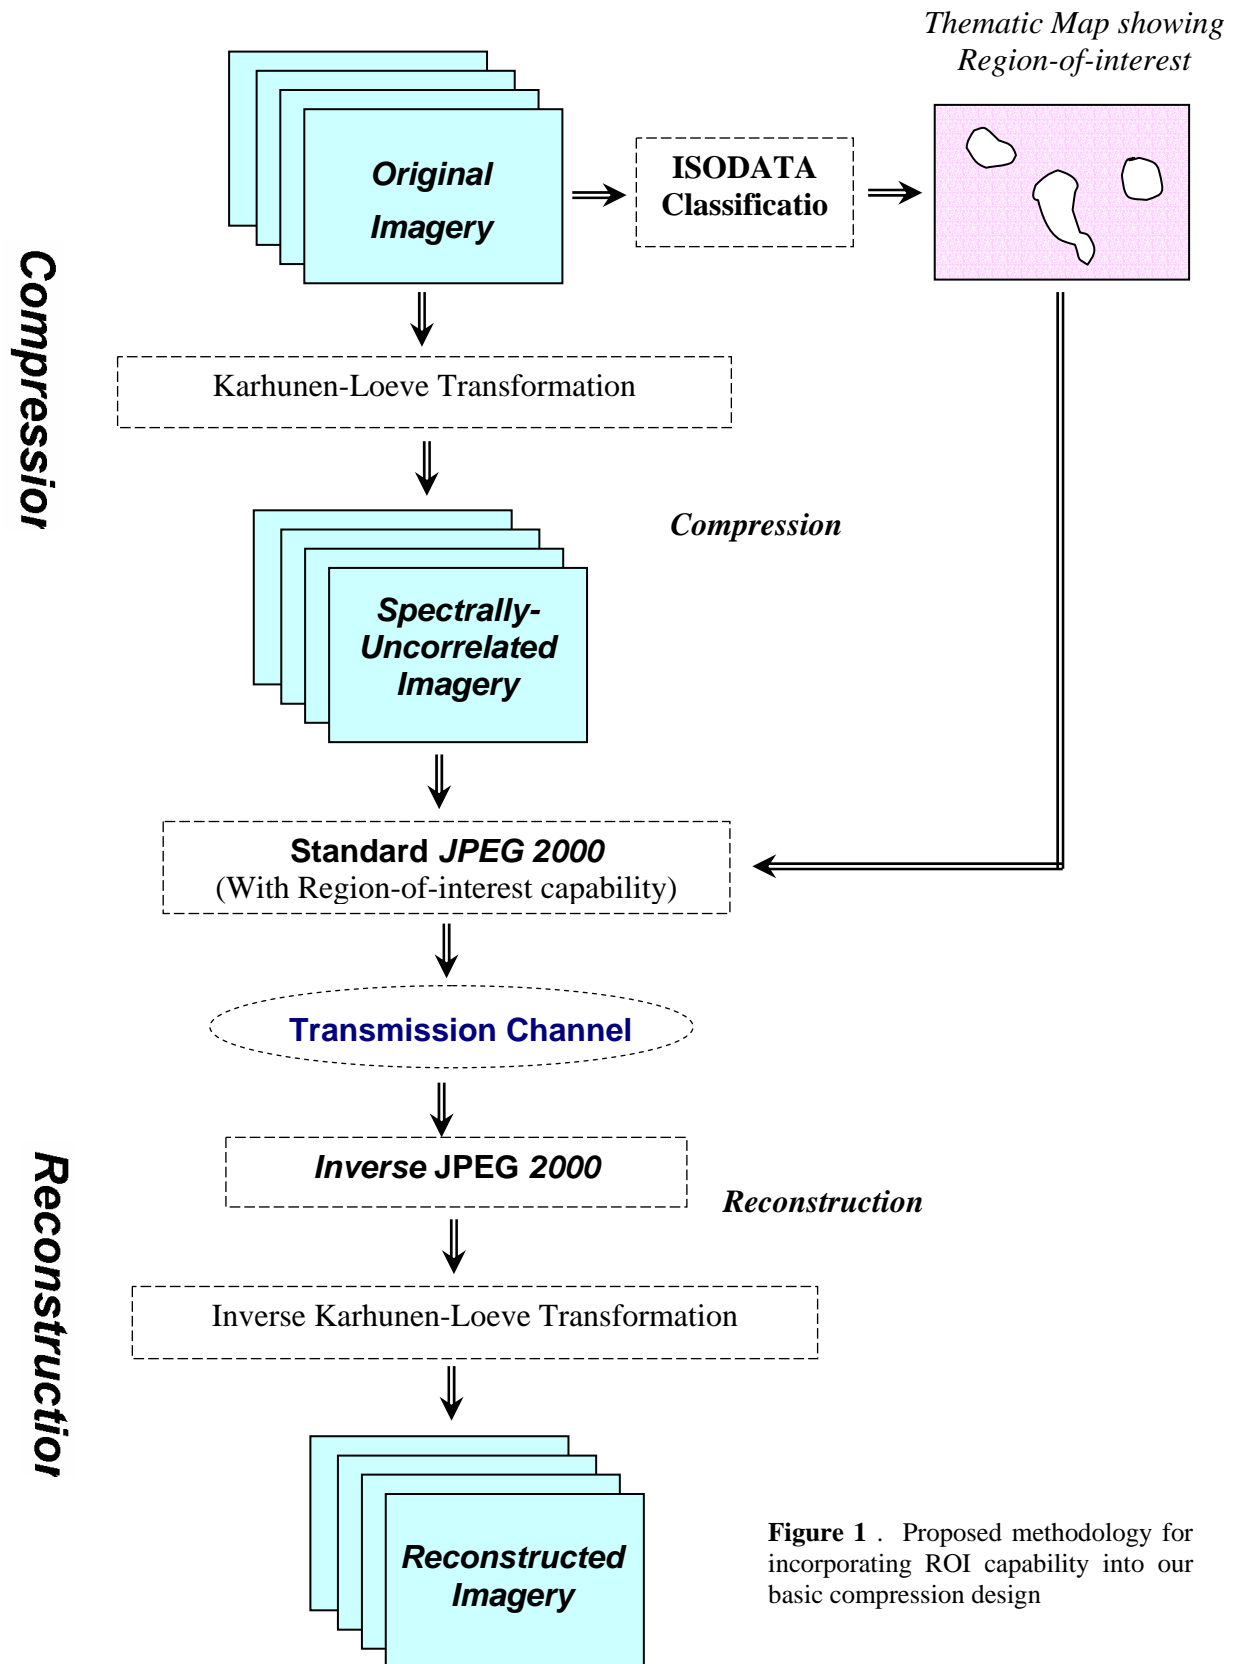 Thematic Map showing
Region-of-interest
Original
Imagery
ISODATA
Classificatio
Compressior
Karhunen-Loeve Transformation
Compression
Spectrally-
Uncorrelated
Imagery
Standard JPEG 2000
(With Region-of-interest capability)
Transmission Channel
Inverse JPEG 2000
Reconstruction
Reconstructior
Inverse Karhunen-Loeve Transformation
Reconstructed
Imagery
Figure 1 . Proposed methodology for
incorporating ROI capability into our
basic compression design